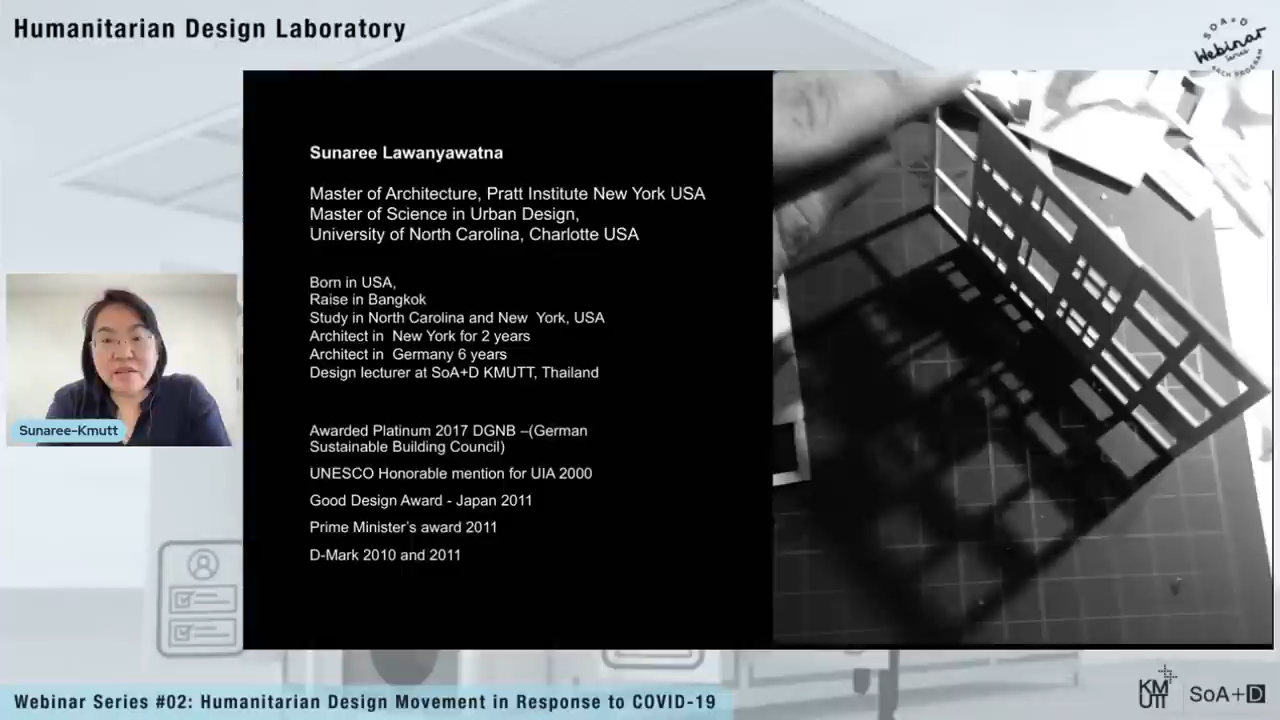 Humanitarian Design Laboratory
SOA+D
Webinar
Series
ARCH PROGRAM
Sunaree Lawanyawatna
Master of Architecture, Pratt Institute New York USA
Master of Science in Urban Design,
University of North Carolina, Charlotte USA
Born in USA,
Raise in Bangkok
Study in North Carolina and New York, USA
Architect in New York for 2 years
Architect in Germany 6 years
Design lecturer at SoA+D KMUTT, Thailand
Awarded Platinum 2017 DGNB –(German
Sustainable Building Council)
UNESCO Honorable mention for UIA 2000
Good Design Award - Japan 2011
Prime Minister's award 2011
D-Mark 2010 and 2011
Sunaree-Kmutt
Webinar Series #02: Humanitarian Design Movement in Response to COVID-19
KMUTT
SoA+D